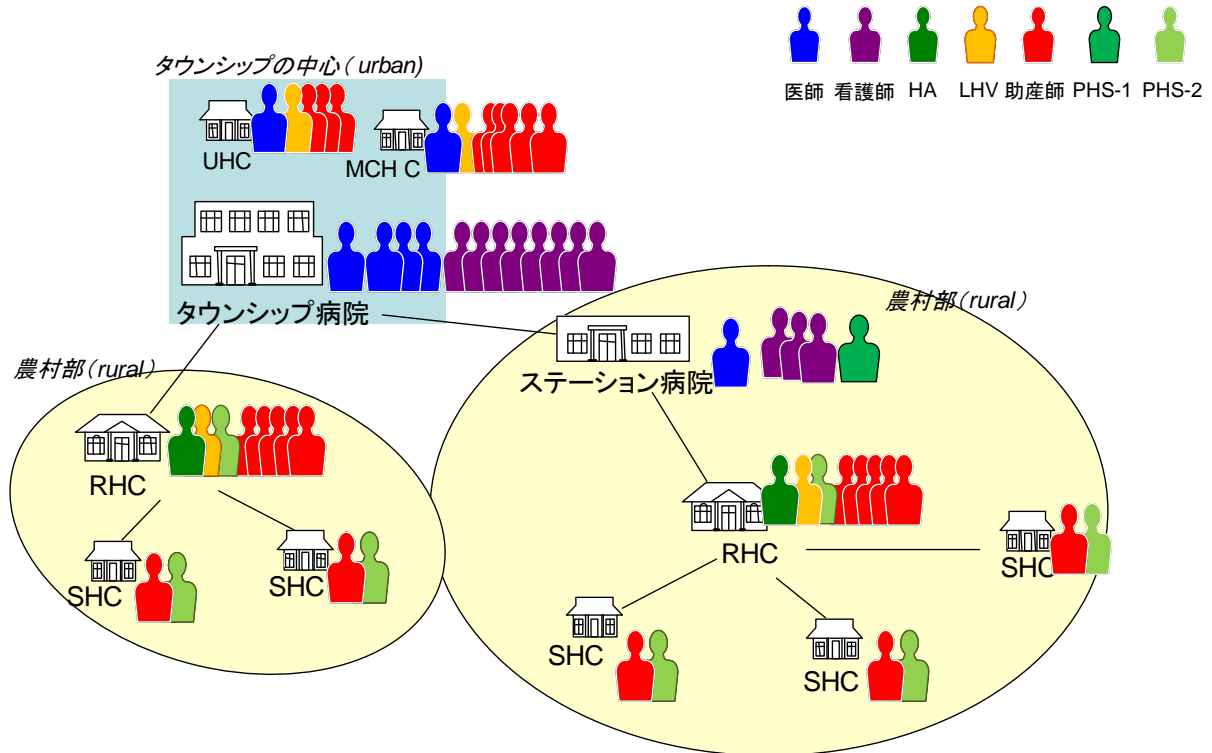 医師 看護師 HA LHV 助産師 PHS-1 PHS-2
タウンシップの中心( urban)
UHC
MCH C
タウンシップ病院
農村部(rural)
ステーション病院
農村部(rural)
RHC
SHC
SHC
RHC
SHC
SHC
SHC